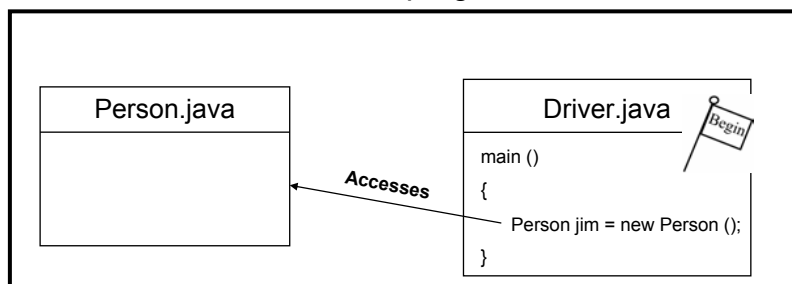 Person.java
Driver.java
Begin
main ()
{
Accesses
Person jim = new Person ();
}